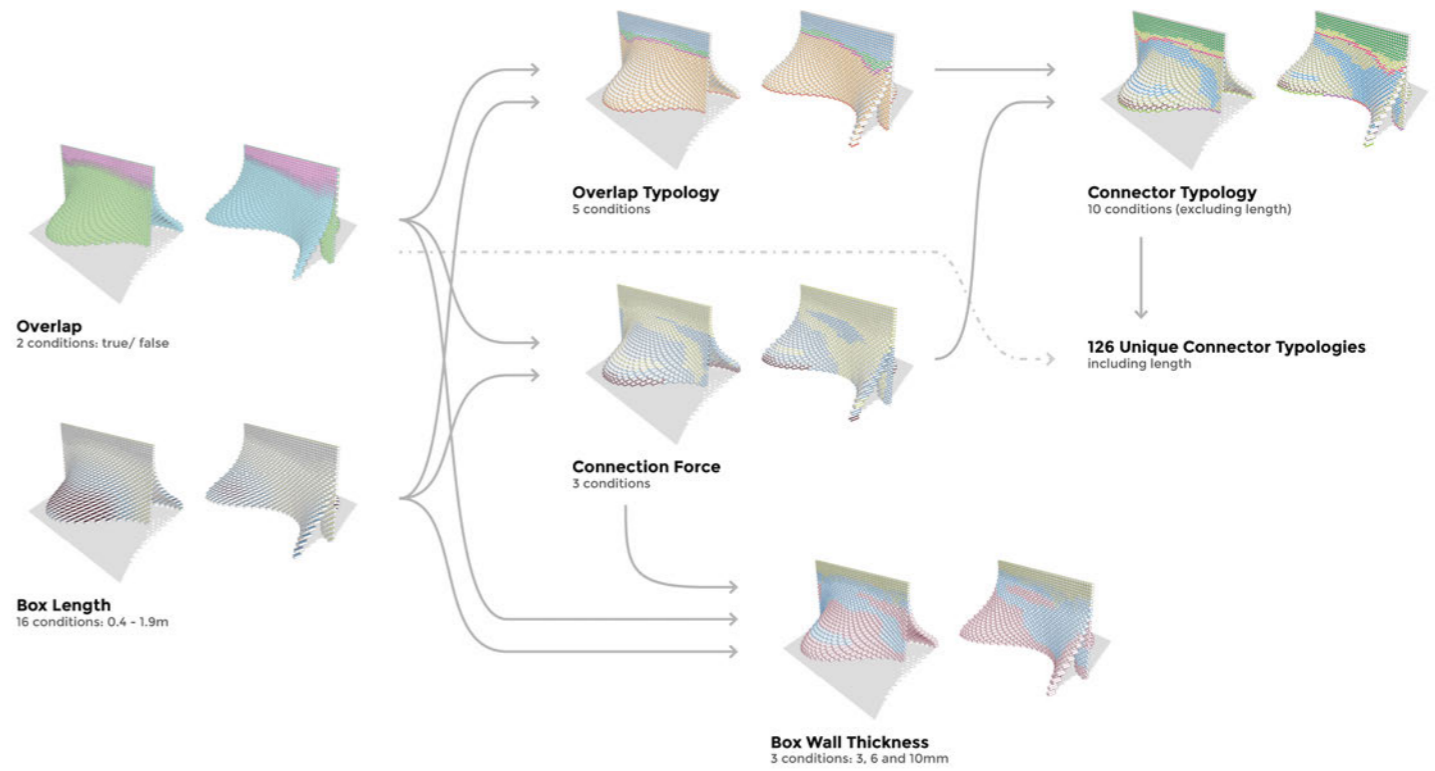 Overlap Typology
5 conditions
Connector Typology
10 conditions (excluding length)
Overlap
2 conditions: true/ false
126 Unique Connector Typologies
including length
Connection Force
3 conditions
Box Length
16 conditions: 0.4 - 1.9m
Box Wall Thickness
3 conditions: 3, 6 and 10mm